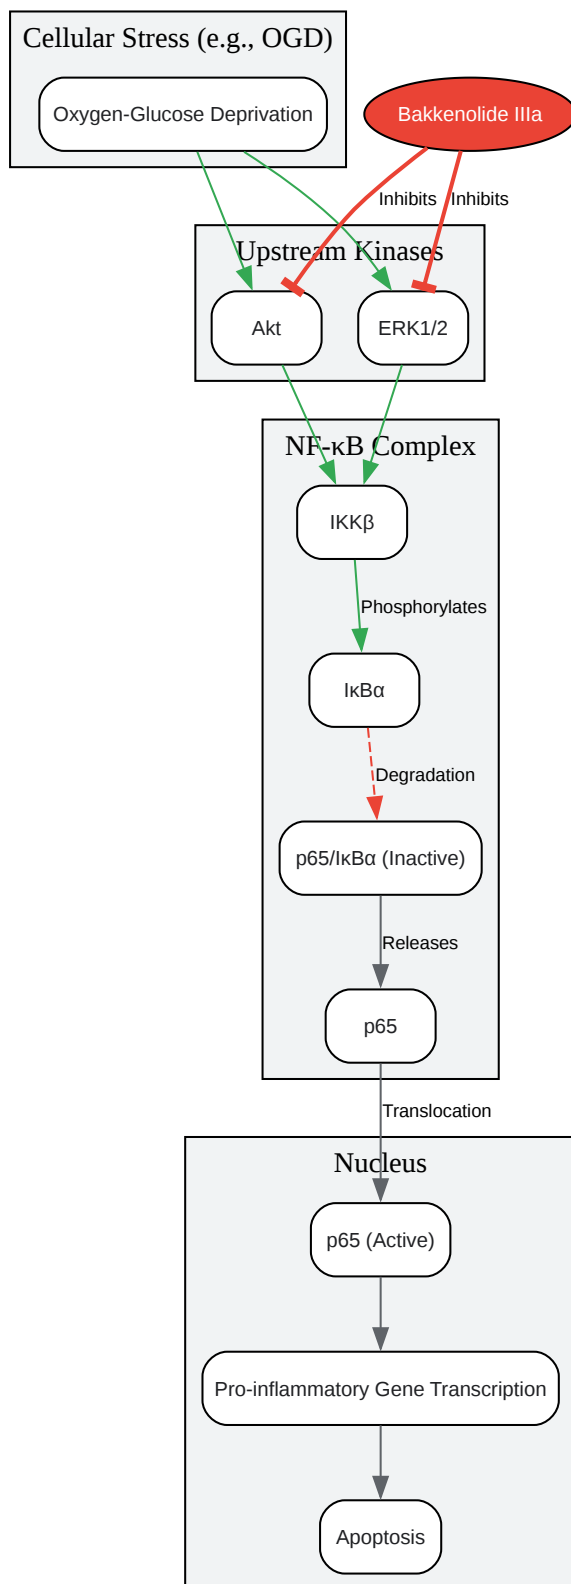 Cellular Stress (e.g., OGD)
Oxygen-Glucose Deprivation
Bakkenolide IIIa
Inhibits
Inhibits
Upstream Kinases
Akt
ERK1/2
NF-κB Complex
IKKβ
Phosphorylates
IκBα
Degradation
p65/IκBα (Inactive)
Releases
p65
Translocation
Nucleus
p65 (Active)
Pro-inflammatory Gene Transcription
Apoptosis